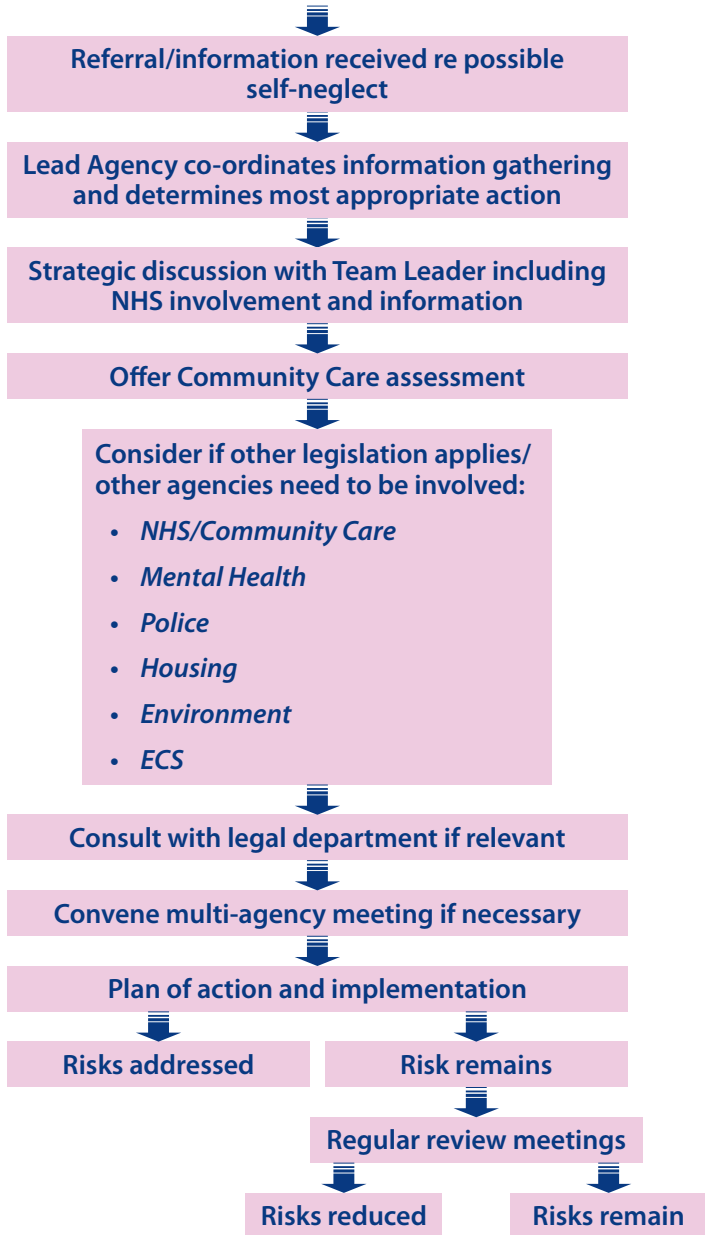 Referral/information received re possible
self-neglect
Lead Agency co-ordinates information gathering
and determines most appropriate action
Strategic discussion with Team Leader including
NHS involvement and information
Offer Community Care assessment
Consider if other legislation applies/
other agencies need to be involved:
• NHS/Community Care
• Mental Health
• Police
• Housing
• Environment
• ECS
Consult with legal department if relevant
Convene multi-agency meeting if necessary
Plan of action and implementation
Risks addressed
Risk remains
Regular review meetings
Risks reduced
Risks remain